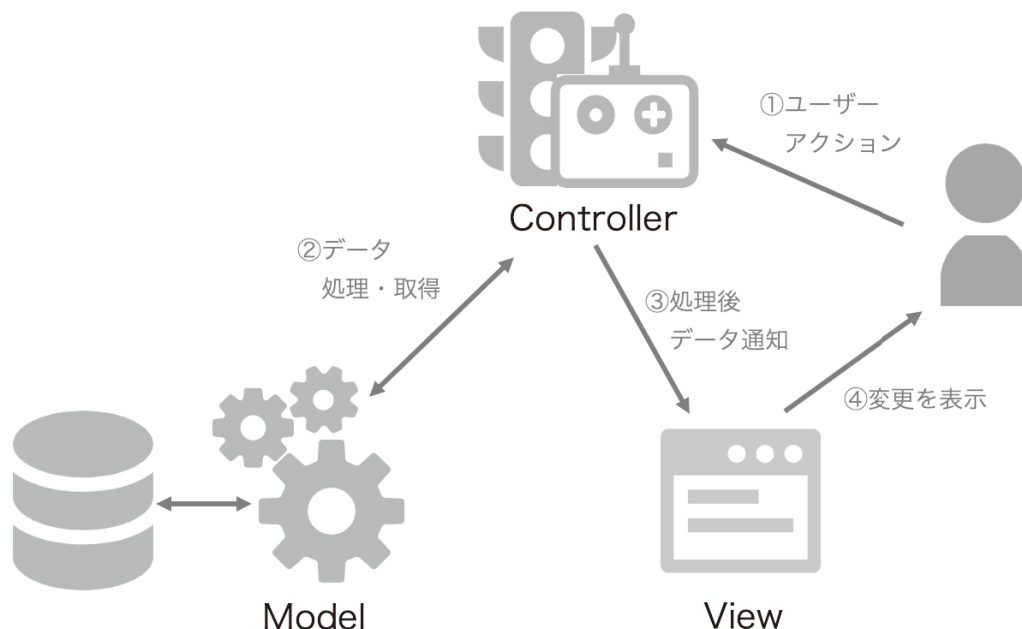 ①ユーザー
アクション
Controller
②データ
処理・取得
③処理後
データ通知
④変更を表示
Model
View